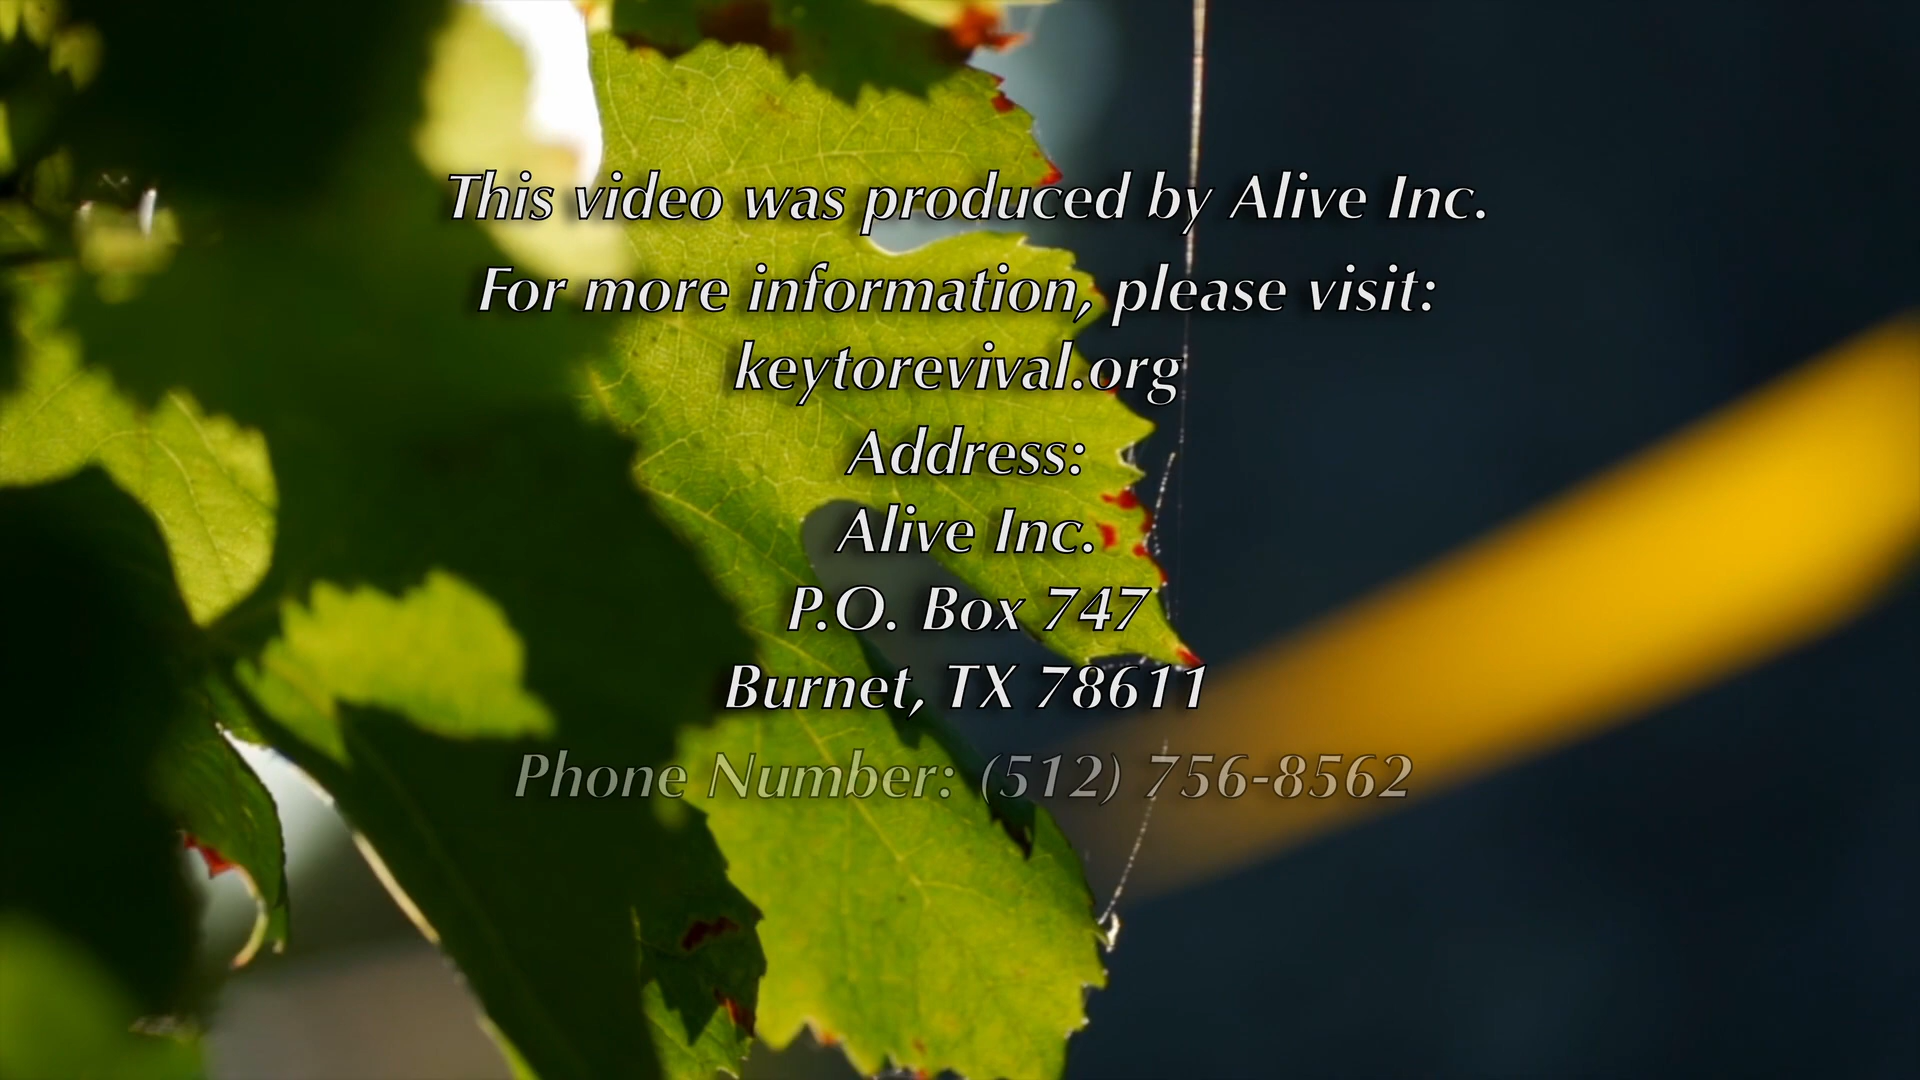 This video was produced by Alive Inc.
For more information, please visit:
keytorevival.org
Address:
Alive Inc.
P.O. Box 747
Burnet, TX 78611
Phone Number: (512) 756-8562